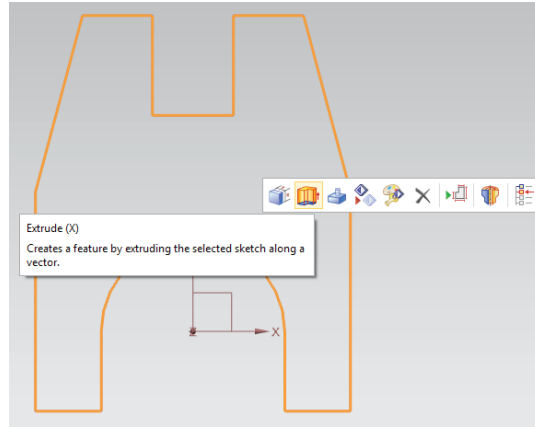 Extrude (X)
Creates a feature by extruding the selected sketch along a
vector.
X